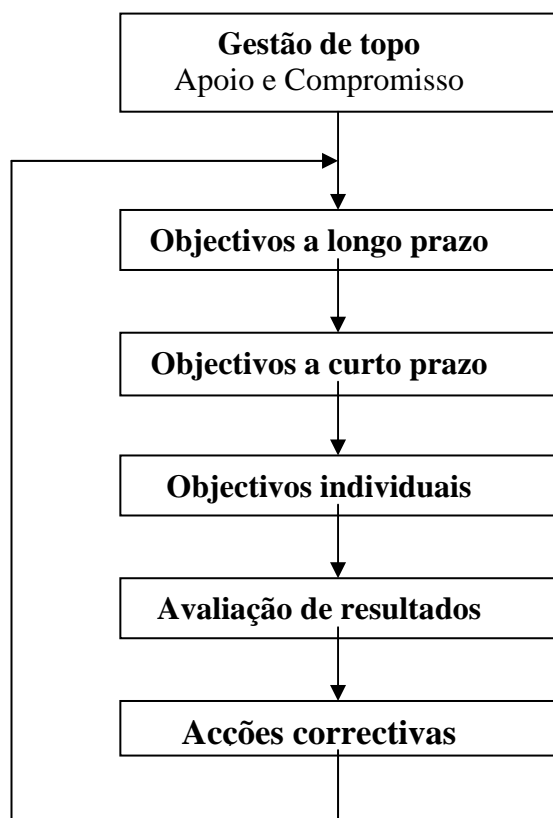 Gestão de topo
Apoio e Compromisso
Objectivos a longo prazo
Objectivos a curto prazo
Objectivos individuais
Avaliação de resultados
Acções correctivas